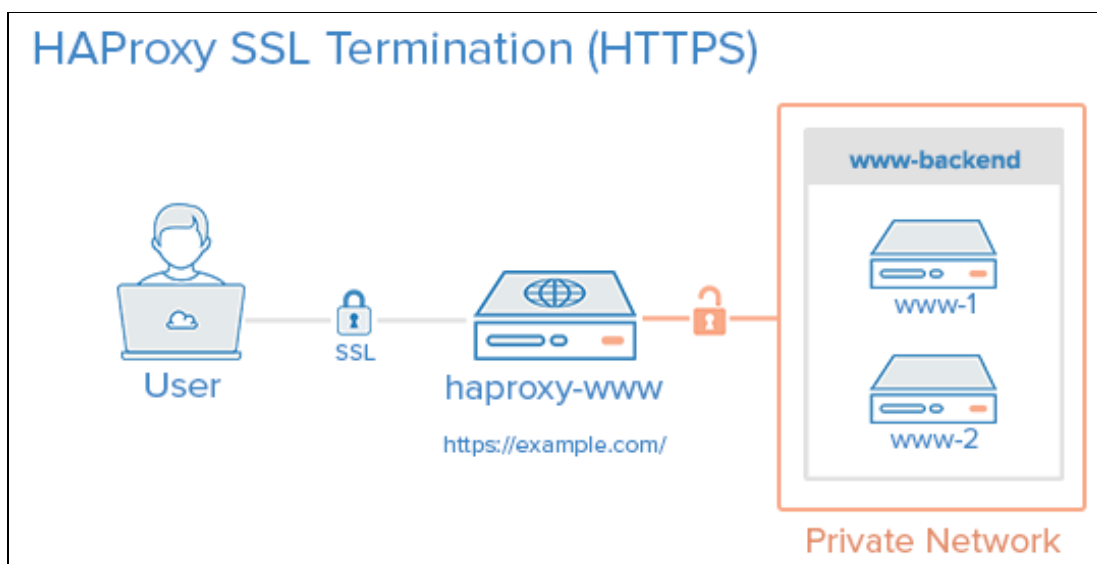 HAProxy SSL Termination (HTTPS)
www-backend
www-1
www-2
SSL
User
haproxy-www
https://example.com/
Private Network